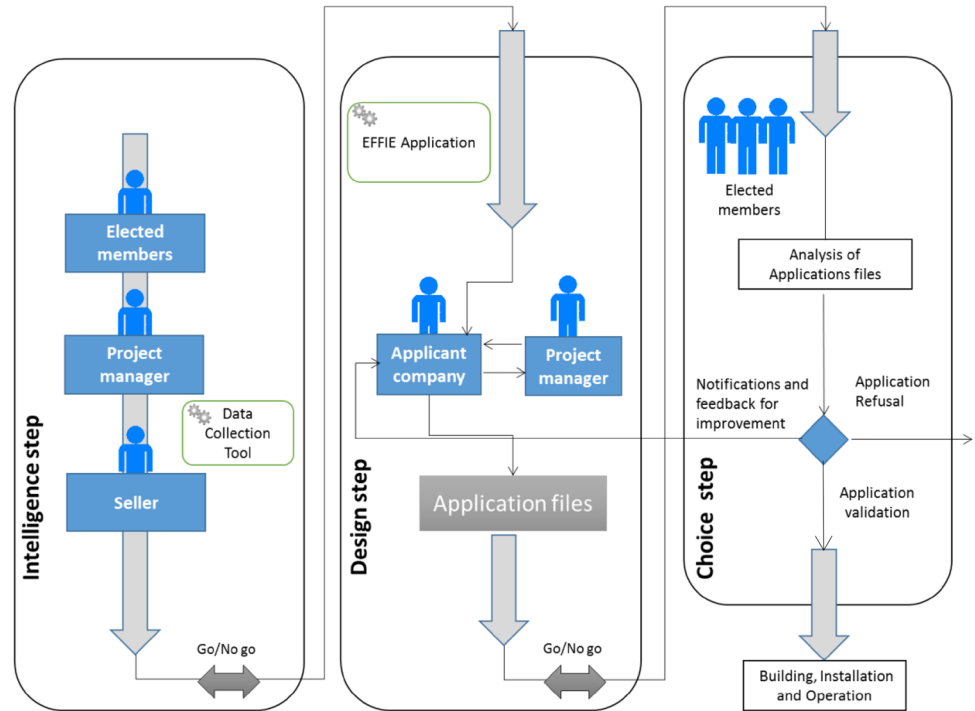 Intelligence step
Elected
members
Project
manager
Data
Collection
Tool
Seller
Go/No go
Design step
EFFIE Application
Applicant
company
Project
manager
Application files
Go/No go
Choice step
Elected
members
Analysis of
Applications files
Notifications and
feedback for
improvement
Application
Refusal
Application
validation
Building, Installation
and Operation